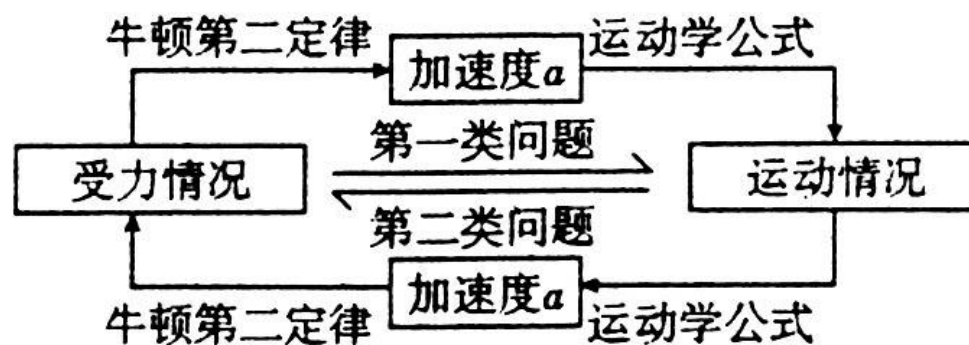 牛顿第二定律 加速度a 运动学公式
第一类问题
受力情况 运动情况
第二类问题
牛顿第二定律 加速度a 运动学公式